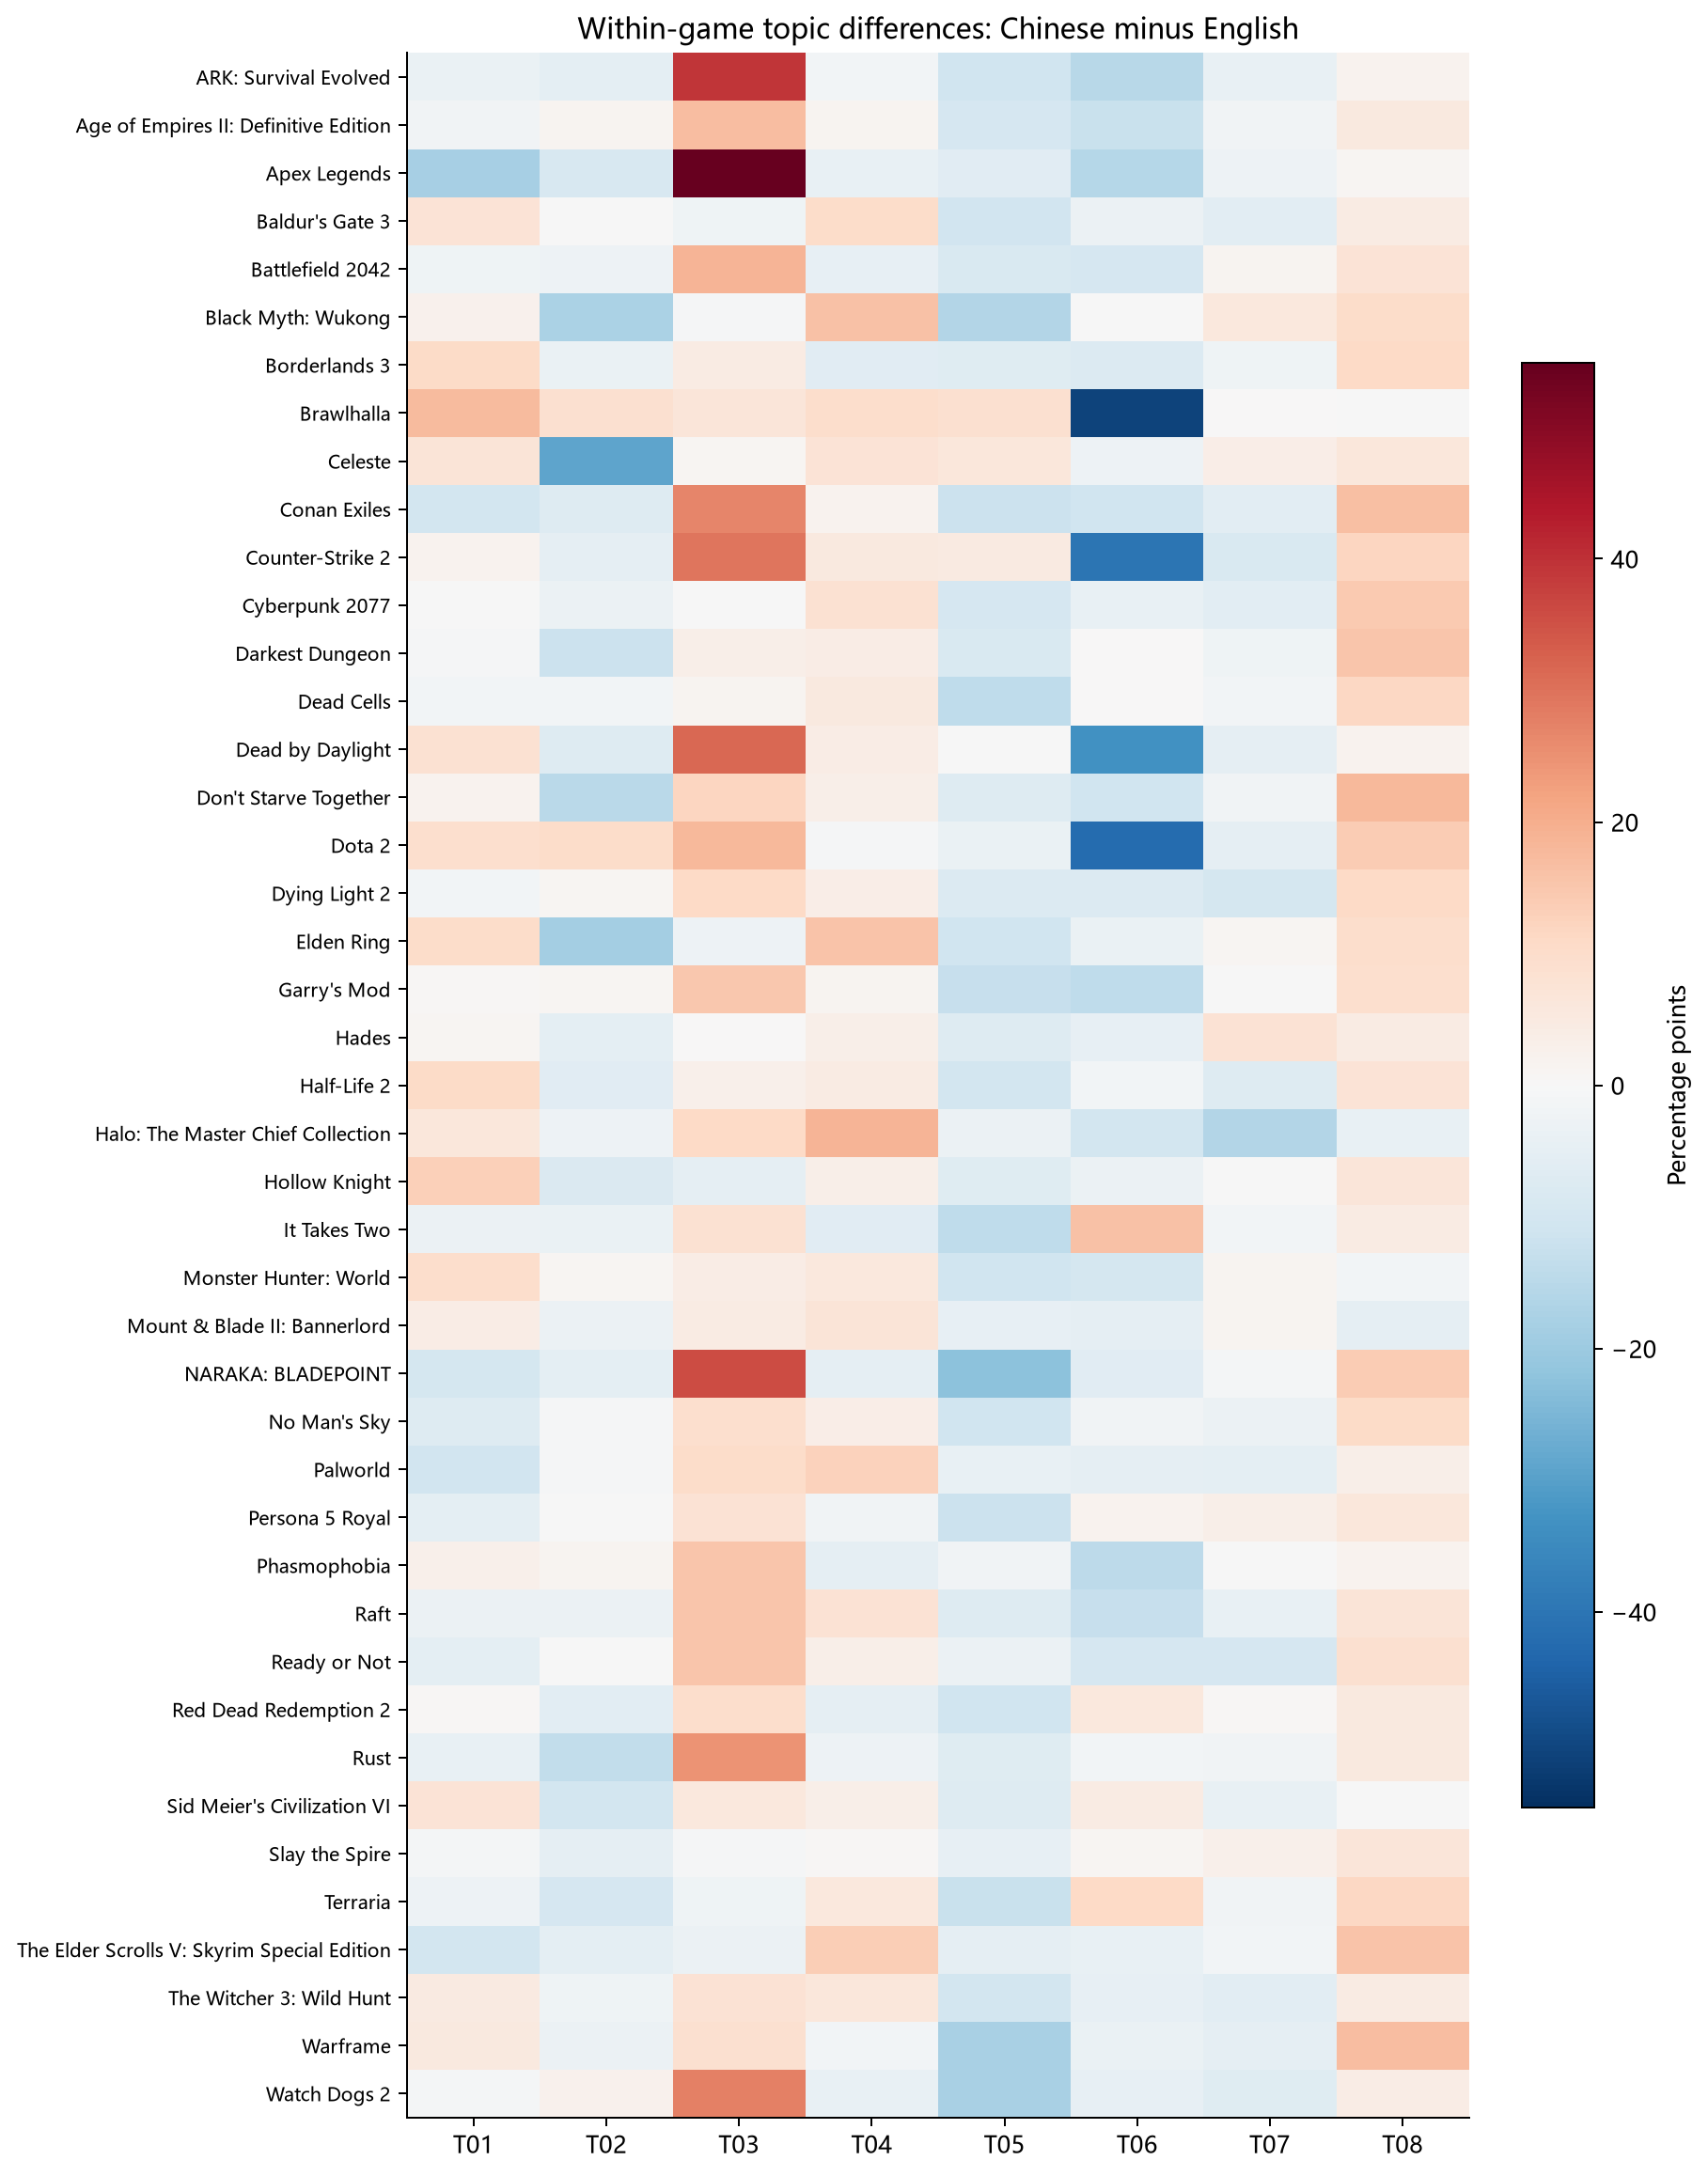 Within-game topic differences: Chinese minus English
ARK: Survival Evolved
Age of Empires II: Definitive Edition
Apex Legends
Baldur's Gate 3
Battlefield 2042
Black Myth: Wukong
Borderlands 3
Brawlhalla
Celeste
Conan Exiles
Counter-Strike 2
Cyberpunk 2077
Darkest Dungeon
Dead Cells
Dead by Daylight
Don't Starve Together
Dota 2
Dying Light 2
Elden Ring
Garry's Mod
Hades
Half-Life 2
Halo: The Master Chief Collection
Hollow Knight
It Takes Two
Monster Hunter: World
Mount & Blade II: Bannerlord
NARAKA: BLADEPOINT
No Man's Sky
Palworld
Persona 5 Royal
Phasmophobia
Raft
Ready or Not
Red Dead Redemption 2
Rust
Sid Meier's Civilization VI
Slay the Spire
Terraria
The Elder Scrolls V: Skyrim Special Edition
The Witcher 3: Wild Hunt
Warframe
Watch Dogs 2
T01 T02 T03 T04 T05 T06 T07 T08
40
20
0
−20
−40
Percentage points